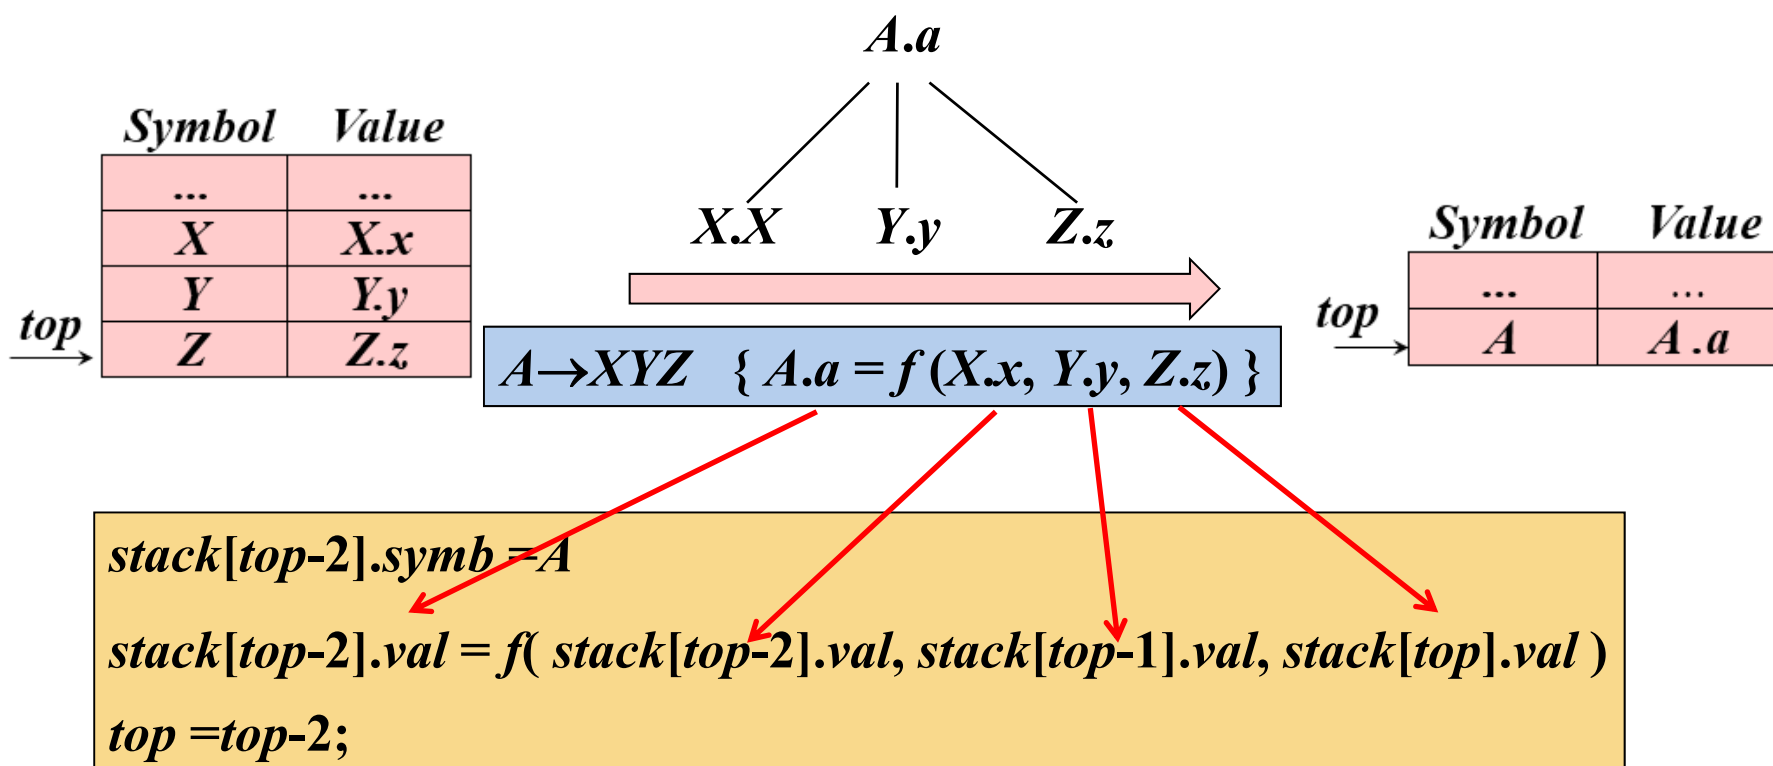 A.a
Symbol Value
... ...
X X.x
Y Y.y
top
Z Z.z
X.X Y.y Z.z
Symbol Value
... ...
top
A A .a
A→XYZ { A.a = f (X.x, Y.y, Z.z) }
stack[top-2].symb =A
stack[top-2].val = f( stack[top-2].val, stack[top-1].val, stack[top].val )
top =top-2;